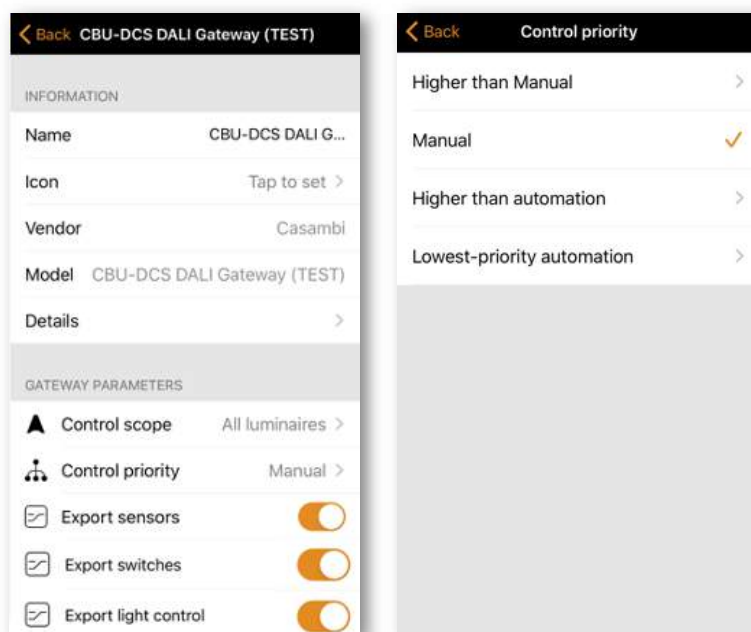 Back CBU-DCS DALI Gateway (TEST)
INFORMATION
Name CBU-DCS DALI G...
Icon Tap to set
Vendor Casambi
Model CBU-DCS DALI Gateway (TEST)
Details
GATEWAY PARAMETERS
Control scope All luminaires
Control priority Manual
Export sensors
Export switches
Export light control
Back Control priority
Higher than Manual
Manual
Higher than automation
Lowest-priority automation